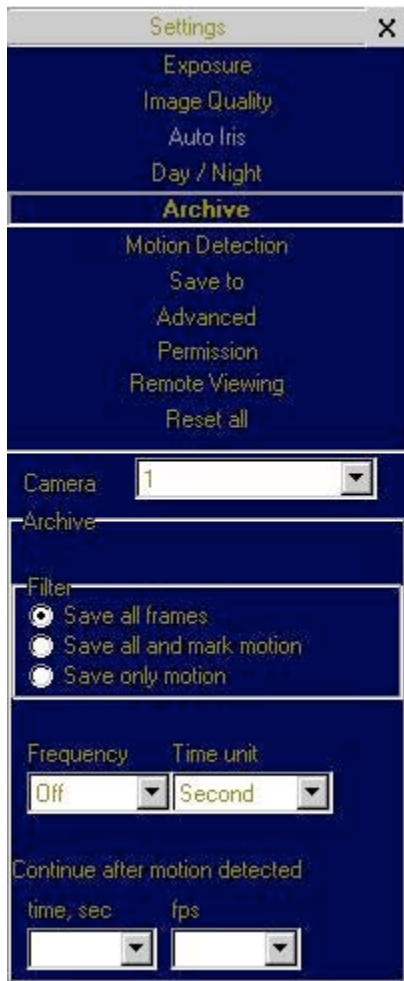 Settings X
Exposure
Image Quality
Auto Iris
Day / Night
Archive
Motion Detection
Save to
Advanced
Permission
Remote Viewing
Reset all
Camera 1
Archive
Filter
Save all frames
Save all and mark motion
Save only motion
Frequency Time unit
Off Second
Continue after motion detected
time, sec fps